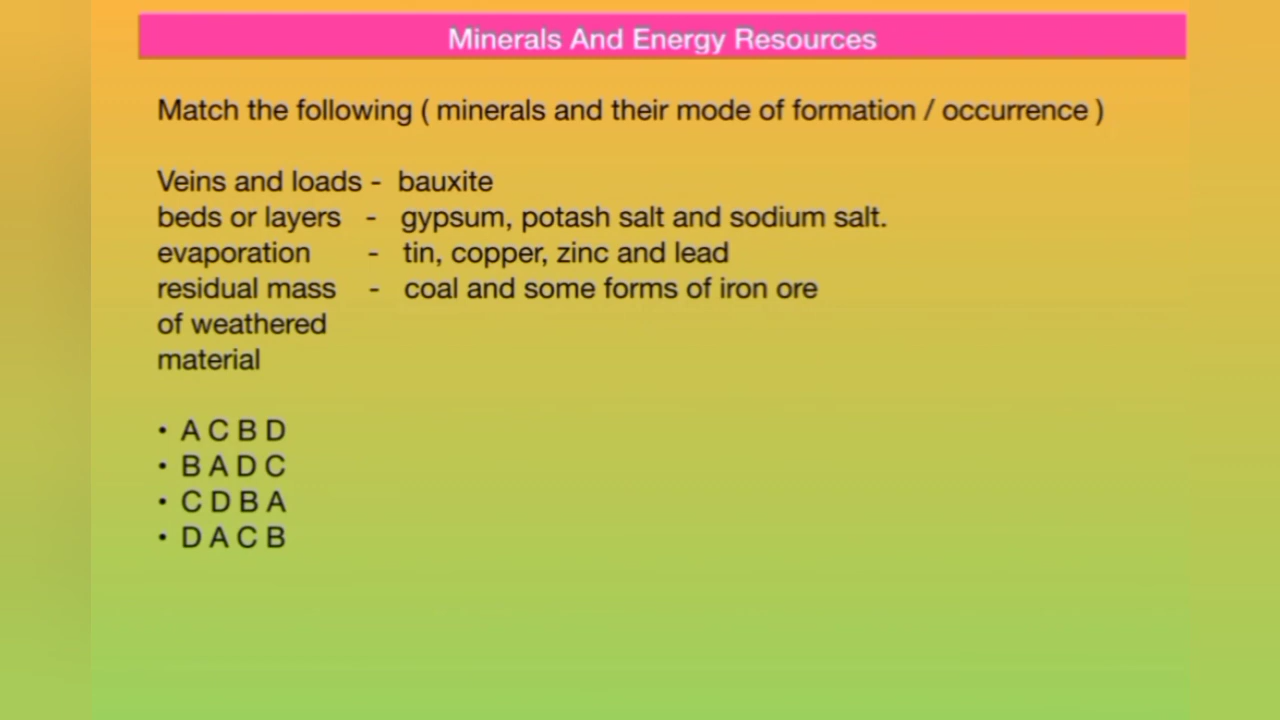 Minerals And Energy Resources
Match the following ( minerals and their mode of formation / occurrence )
Veins and loads - bauxite
beds or layers - gypsum, potash salt and sodium salt.
evaporation - tin, copper, zinc and lead
residual mass - coal and some forms of iron ore
of weathered
material
• A C B D
• B A D C
• C D B A
• D A C B